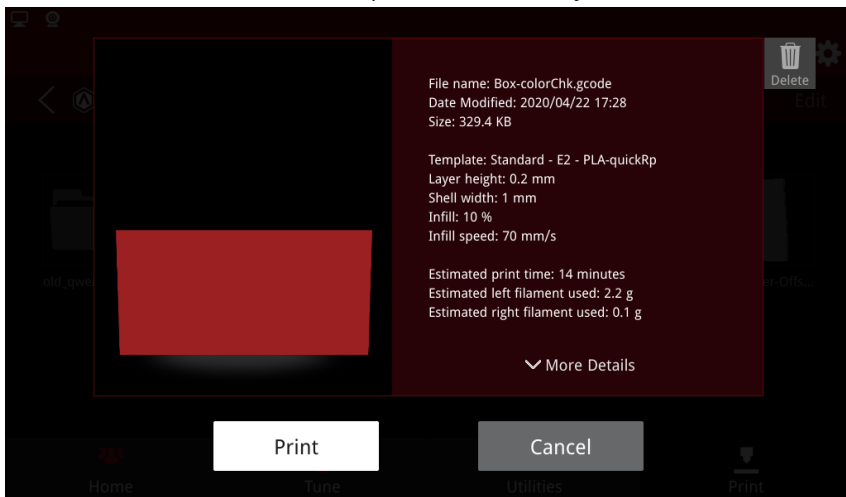 Delete
Edit
File name: Box-colorChk.gcode
Date Modified: 2020/04/22 17:28
Size: 329.4 KB
Template: Standard - E2 - PLA-quickRp
Layer height: 0.2 mm
Shell width: 1 mm
Infill: 10 %
Infill speed: 70 mm/s
old_qwe
er-Offs...
Estimated print time: 14 minutes
Estimated left filament used: 2.2 g
Estimated right filament used: 0.1 g
More Details
Print
Cancel
Home
Tune
Utilities
Print